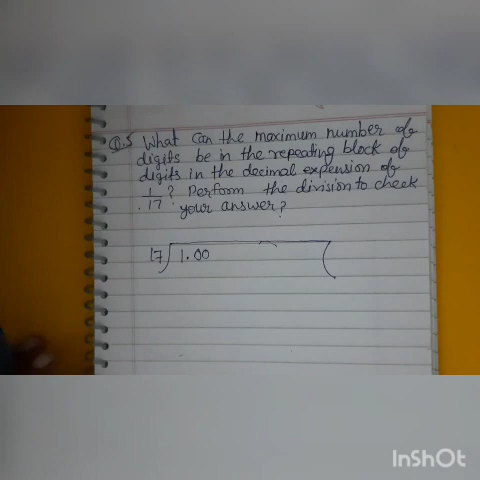 Q.5 What can the maximum number of
digits be in the repeating block of
digits in the decimal expension of
1/17? Perform the division to check
your answer?
17)1.00(
InShOt